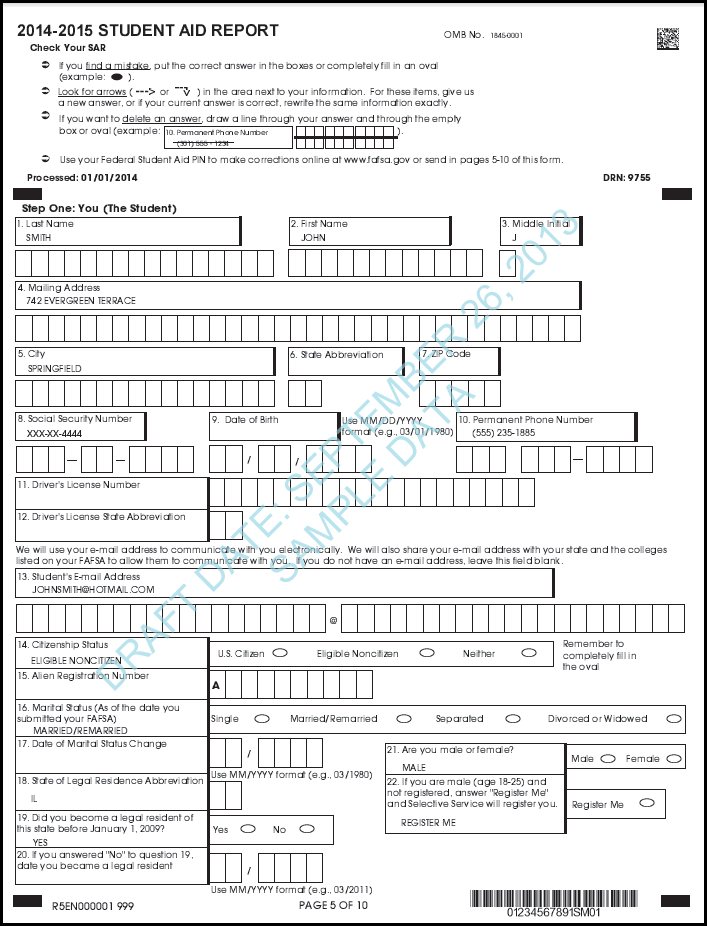 2014-2015 STUDENT AID REPORT
OMB No. 1845-0001
Check Your SAR
If you find a mistake, put the correct answer in the boxes or completely fill in an oval
(example: ).
Look for arrows ( ---> or ---V ) in the area next to your information. For these items, give us
a new answer, or if your current answer is correct, rewrite the same information exactly.
If you want to delete an answer, draw a line through your answer and through the empty
box or oval (example: 10. Permanent Phone Number ).
(301) 555 - 1234
Use your Federal Student Aid PIN to make corrections online at www.fafsa.gov or send in pages 5-10 of this form.
Processed: 01/01/2014 DRN: 9755
Step One: You (The Student)
1. Last Name 2. First Name 3. Middle Initial
SMITH JOHN J
4. Mailing Address
742 EVERGREEN TERRACE
5. City 6. State Abbreviation 7. ZIP Code
SPRINGFIELD
8. Social Security Number 9. Date of Birth Use MM/DD/YYYY 10. Permanent Phone Number
XXX-XX-4444 format (e.g., 03/01/1980) (555) 235-1885
— — / / —
11. Driver's License Number
12. Driver's License State Abbreviation
We will use your e-mail address to communicate with you electronically. We will also share your e-mail address with your state and the colleges
listed on your FAFSA to allow them to communicate with you. If you do not have an e-mail address, leave this field blank.
13. Student's E-mail Address
JOHNSMITH@HOTMAIL.COM
@
14. Citizenship Status U.S. Citizen Eligible Noncitizen Neither Remember to
ELIGIBLE NONCITIZEN completely fill in
the oval
15. Alien Registration Number A
16. Marital Status (As of the date you
submitted your FAFSA) Single Married/Remarried Separated Divorced or Widowed
MARRIED/REMARRIED
17. Date of Marital Status Change /
Use MM/YYYY format (e.g., 03/1980)
18. State of Legal Residence Abbreviation
IL
19. Did you become a legal resident of
this state before January 1, 2009? Yes No
YES
20. If you answered "No" to question 19,
date you became a legal resident /
Use MM/YYYY format (e.g., 03/2011)
21. Are you male or female? Male Female
MALE
22. If you are male (age 18-25) and
not registered, answer "Register Me"
and Selective Service will register you. Register Me
REGISTER ME
R5EN000001 999 PAGE 5 OF 10 01234567891SM01
DRAFT DATE: SEPTEMBER 26, 2013
SAMPLE DATA